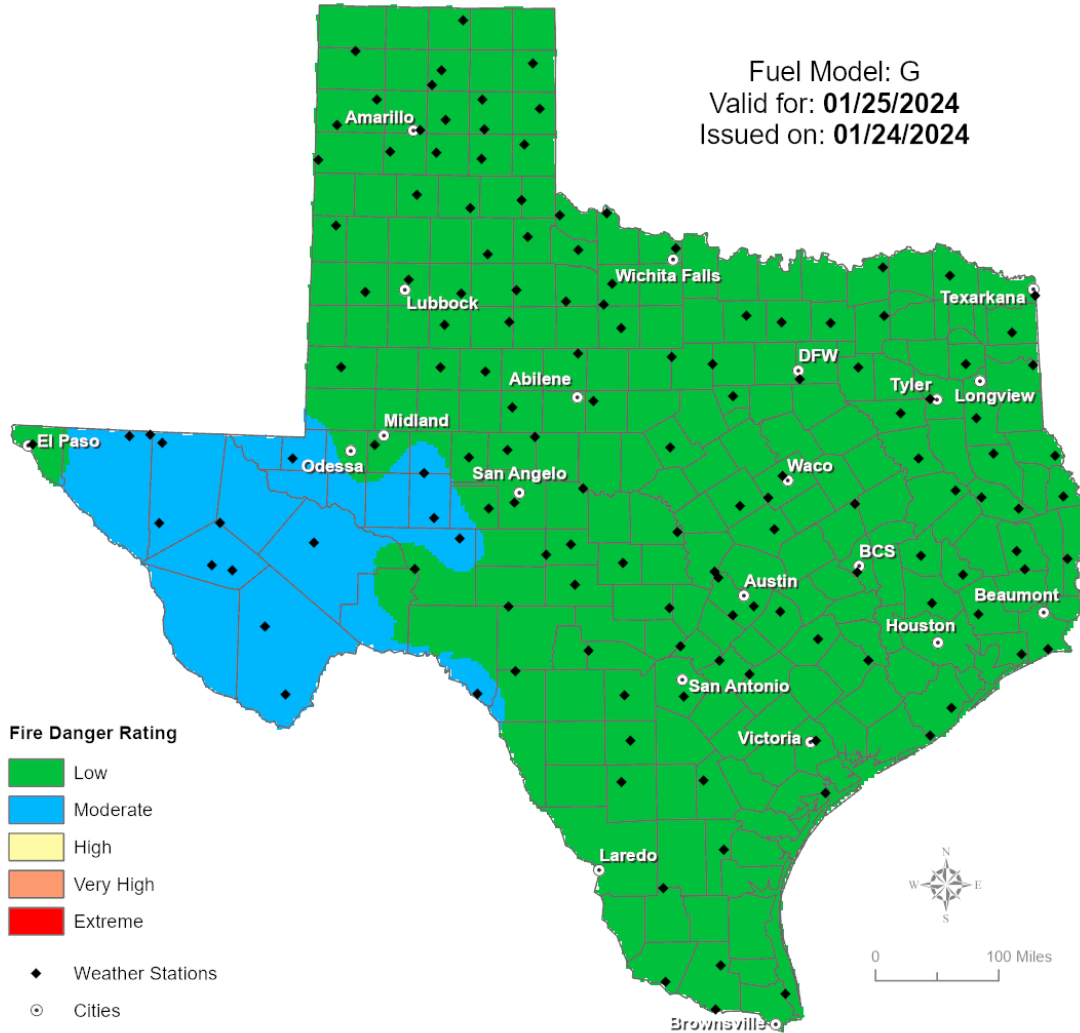 Fuel Model: G
Valid for: 01/25/2024
Issued on: 01/24/2024
Amarillo
Wichita Falls
Texarkana
Lubbock
DFW
Abilene
Tyler
Longview
Midland
El Paso
Odessa
San Angelo
Waco
BCS
Austin
Beaumont
Houston
San Antonio
Victoria
Laredo
Brownsville
Fire Danger Rating
Low
Moderate
High
Very High
Extreme
Weather Stations
Cities
N
W E
S
0 100 Miles